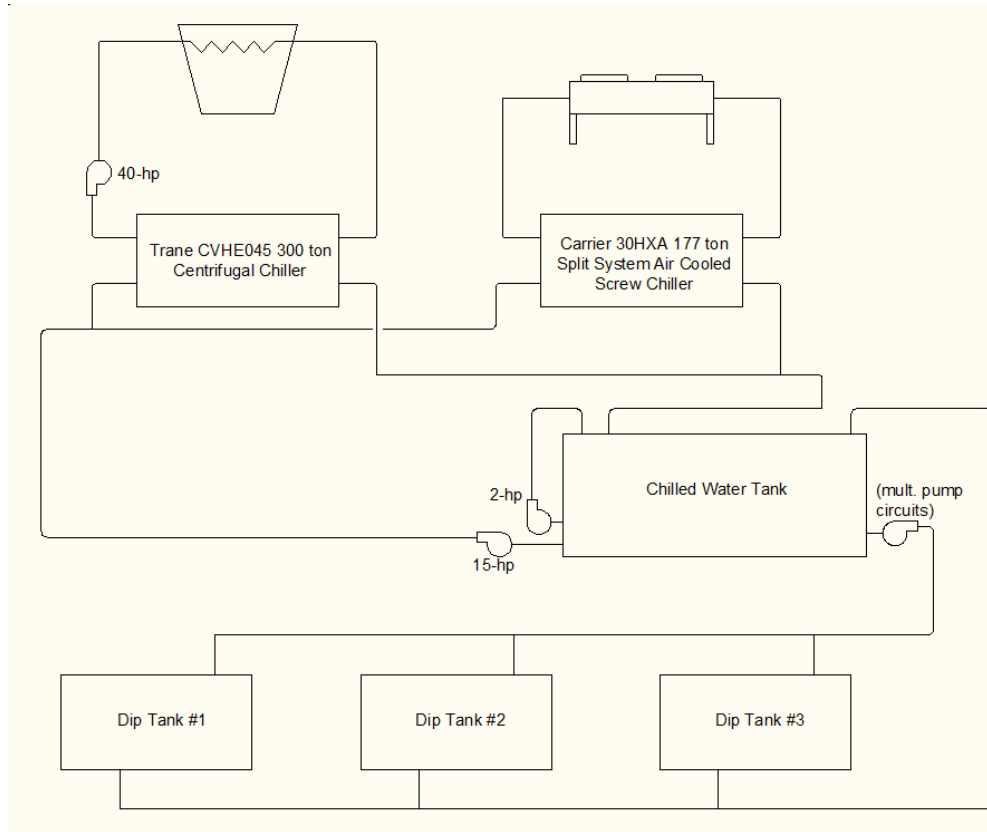 40-hp
Trane CVHE045 300 ton
Centrifugal Chiller
Carrier 30HXA 177 ton
Split System Air Cooled
Screw Chiller
2-hp
Chilled Water Tank
(mult. pump
circuits)
15-hp
Dip Tank #1
Dip Tank #2
Dip Tank #3